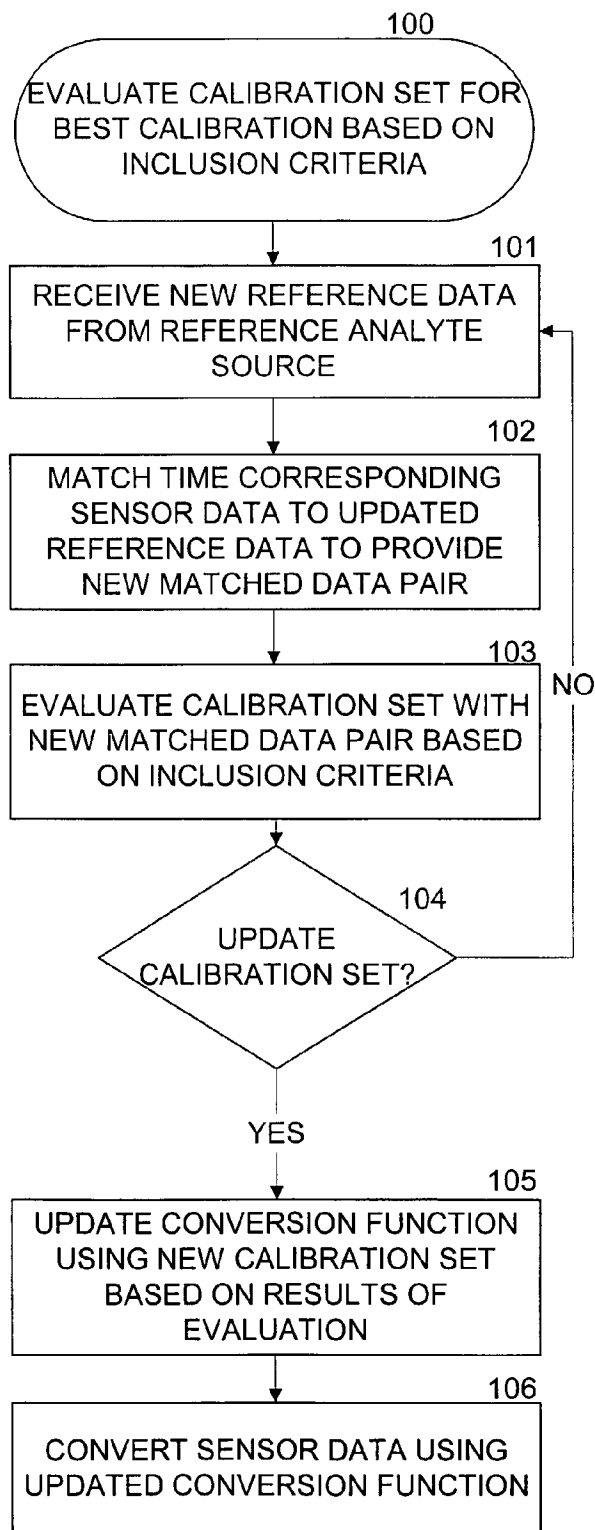 100
EVALUATE CALIBRATION SET FOR
BEST CALIBRATION BASED ON
INCLUSION CRITERIA
101
RECEIVE NEW REFERENCE DATA
FROM REFERENCE ANALYTE
SOURCE
102
MATCH TIME CORRESPONDING
SENSOR DATA TO UPDATED
REFERENCE DATA TO PROVIDE
NEW MATCHED DATA PAIR
103
EVALUATE CALIBRATION SET WITH
NEW MATCHED DATA PAIR BASED
ON INCLUSION CRITERIA
NO
104
UPDATE
CALIBRATION SET?
YES
105
UPDATE CONVERSION FUNCTION
USING NEW CALIBRATION SET
BASED ON RESULTS OF
EVALUATION
106
CONVERT SENSOR DATA USING
UPDATED CONVERSION FUNCTION